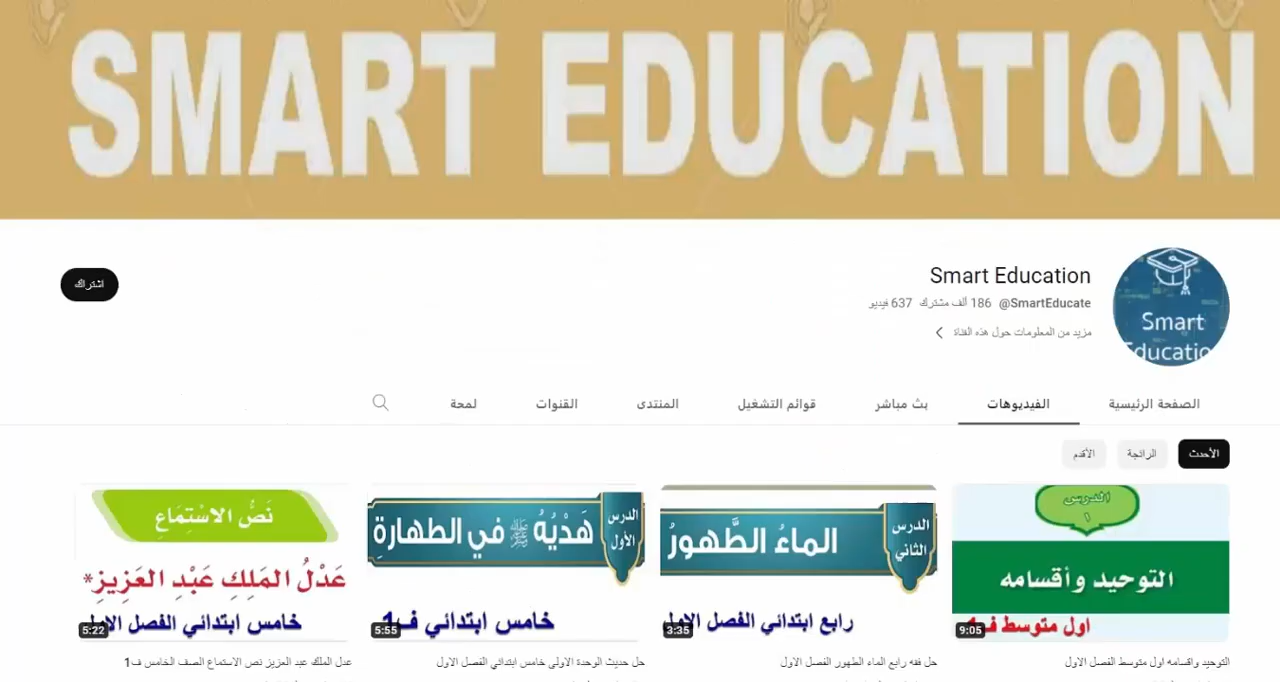 SMART EDUCATION
Smart Education
@SmartEducate 186 ألف مشترك 637 فيديو
مزيد من المعلومات حول هذه القناة
اشتراك
Smart
Educatio
الصفحة الرئيسية
الفيديوهات
بث مباشر
قوائم التشغيل
المنتدى
القنوات
لمحة
الأحدث
الرائجة
الأقدم
الدرس
١
التوحيد وأقسامه
اول متوسط ف1
9:05
التوحيد واقسامه اول متوسط الفصل الاول
الدرس
الثاني
الماءُ الطَّهورُ
رابع ابتدائي الفصل الاول
3:35
حل فقه رابع الماء الطهور الفصل الاول
الدرس
الأول
هَدْيُهُ ﷺ في الطهارةِ
خامس ابتدائي ف1
5:55
حل حديث الوحدة الاولى خامس ابتدائي الفصل الاول
نَصُّ الاسْتِمَاعِ
عَدْلُ المَلِكِ عَبْدِ العَزِيزِ*
خامس ابتدائي الفصل الاول
5:22
عدل الملك عبد العزيز نص الاستماع الصف الخامس ف1